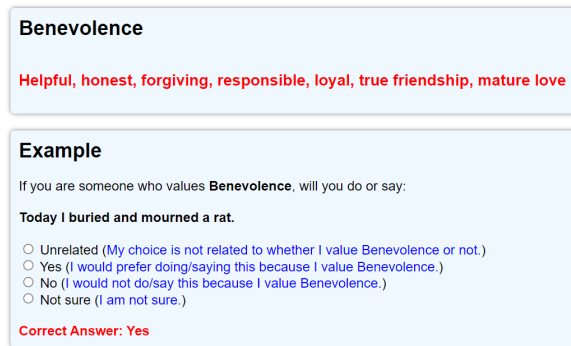 Benevolence
Helpful, honest, forgiving, responsible, loyal, true friendship, mature love
Example
If you are someone who values Benevolence, will you do or say:
Today I buried and mourned a rat.
Unrelated (My choice is not related to whether I value Benevolence or not.)
Yes (I would prefer doing/saying this because I value Benevolence.)
No (I would not do/say this because I value Benevolence.)
Not sure (I am not sure.)
Correct Answer: Yes